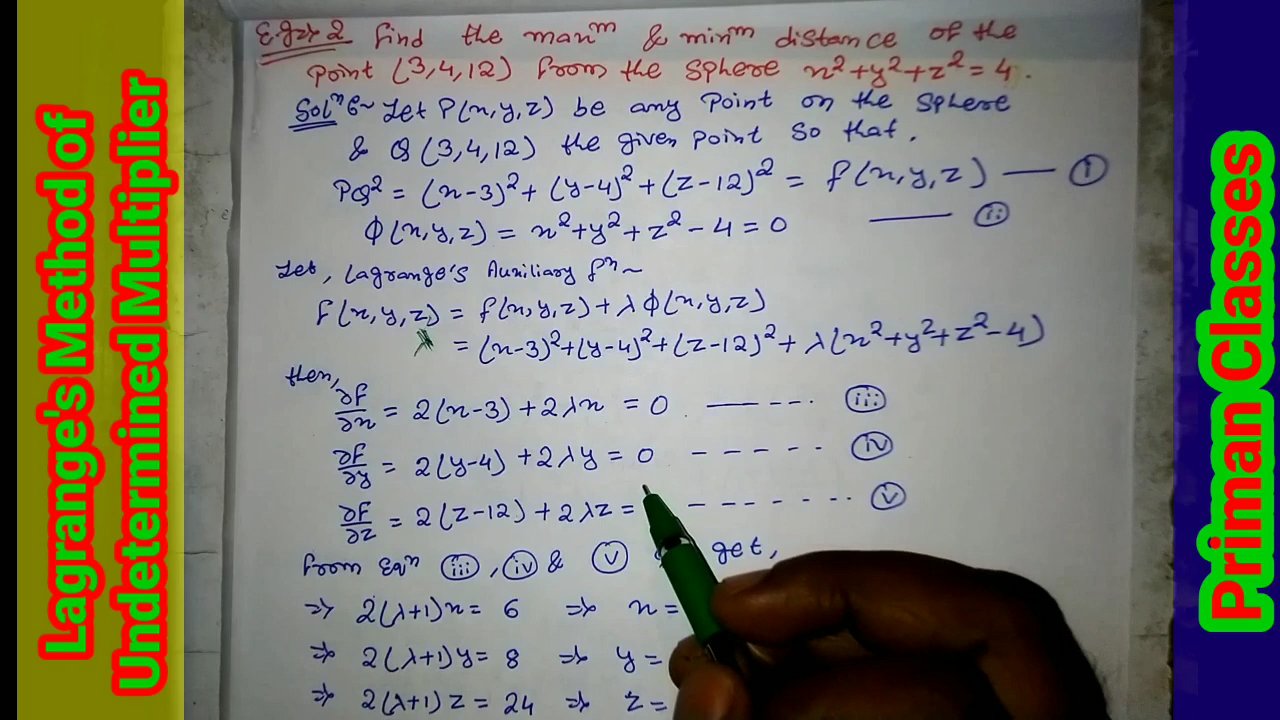 Lagrange's Method of
Undetermined Multiplier
E.g:→ 2 find the maxᵐ & minᵐ distance of the
point (3,4,12) from the sphere x²+y²+z² = 4.
Solⁿ:~ Let P(x,y,z) be any point on the sphere
& Q (3,4,12) the given point so that,
PQ² = (x-3)² + (y-4)² + (z-12)² = f(x,y,z) — (i)
ϕ(x,y,z) = x²+y²+z²-4 = 0 — (ii)
Let, Lagrange's Auxiliary fⁿ~
F(x,y,z) = f(x,y,z) + λ ϕ(x,y,z)
= (x-3)²+(y-4)²+(z-12)² + λ(x²+y²+z²-4)
then,
∂F/∂x = 2(x-3) + 2λx = 0 ----- (iii)
∂F/∂y = 2(y-4) + 2λy = 0 ----- (iv)
∂F/∂z = 2(z-12) + 2λz = ----- (v)
from Eqⁿ (iii), (iv) & (v) get,
⇒ 2(λ+1)x = 6 ⇒ x =
⇒ 2(λ+1)y = 8 ⇒ y =
⇒ 2(λ+1)z = 24 ⇒ z =
Priman Classes